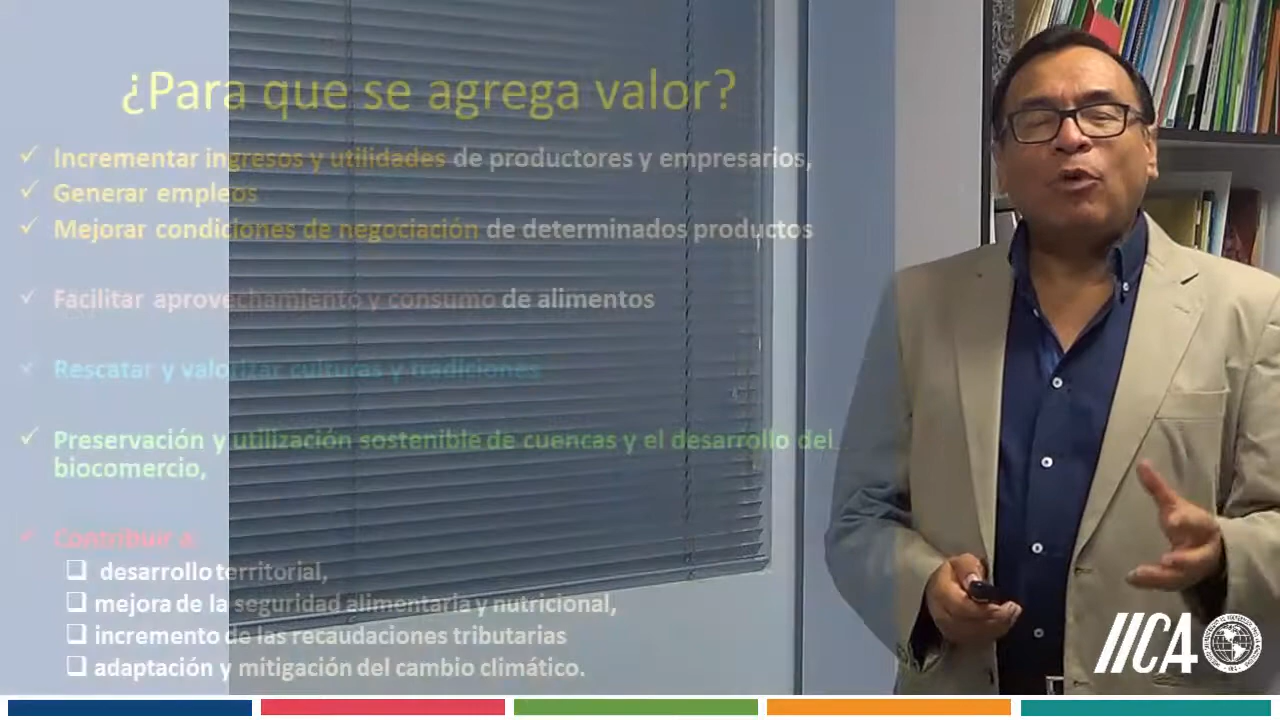 ¿Para que se agrega valor?
Incrementar ingresos y utilidades de productores y empresarios,
Generar empleos
Mejorar condiciones de negociación de determinados productos
Facilitar aprovechamiento y consumo de alimentos
Rescatar y valorizar culturas y tradiciones
Preservación y utilización sostenible de cuencas y el desarrollo del
biocomercio,
Contribuir a:
desarrollo territorial,
mejora de la seguridad alimentaria y nutricional,
incremento de las recaudaciones tributarias
adaptación y mitigación del cambio climático.
IICA